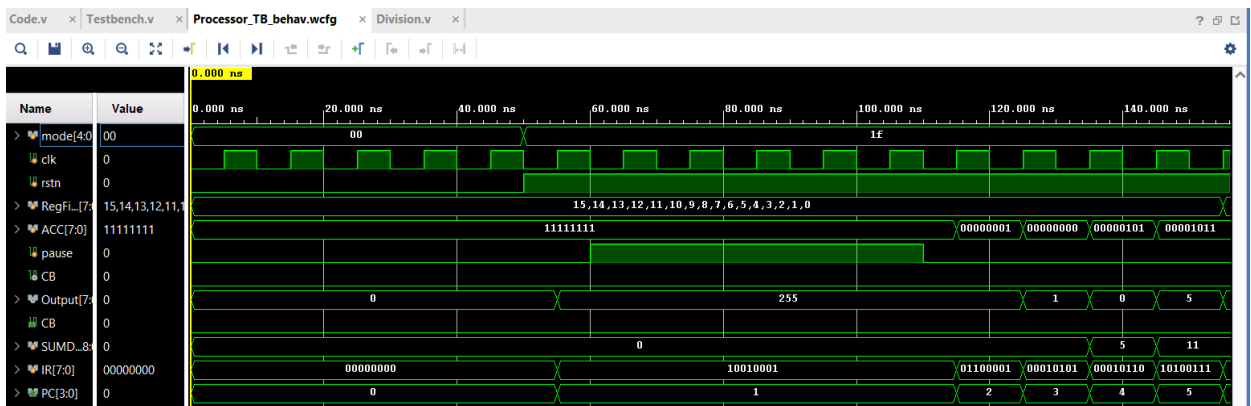 Code.v × Testbench.v × Processor_TB_behav.wcfg × Division.v × ?
0.000 ns
Name Value 0.000 ns 20.000 ns 40.000 ns 60.000 ns 80.000 ns 100.000 ns 120.000 ns 140.000 ns
mode[4:0 00 00 1f
clk 0
rstn 0
RegFi...[7:( 15,14,13,12,11,1 15,14,13,12,11,10,9,8,7,6,5,4,3,2,1,0
ACC[7:0] 11111111 11111111 00000001 00000000 00000101 00001011
pause 0
CB 0
Output[7:( 0 0 255 1 0 5
CB 0
SUMD...8:( 0 0 5 11
IR[7:0] 00000000 00000000 10010001 01100001 00010101 00010110 10100111
PC[3:0] 0 0 1 2 3 4 5